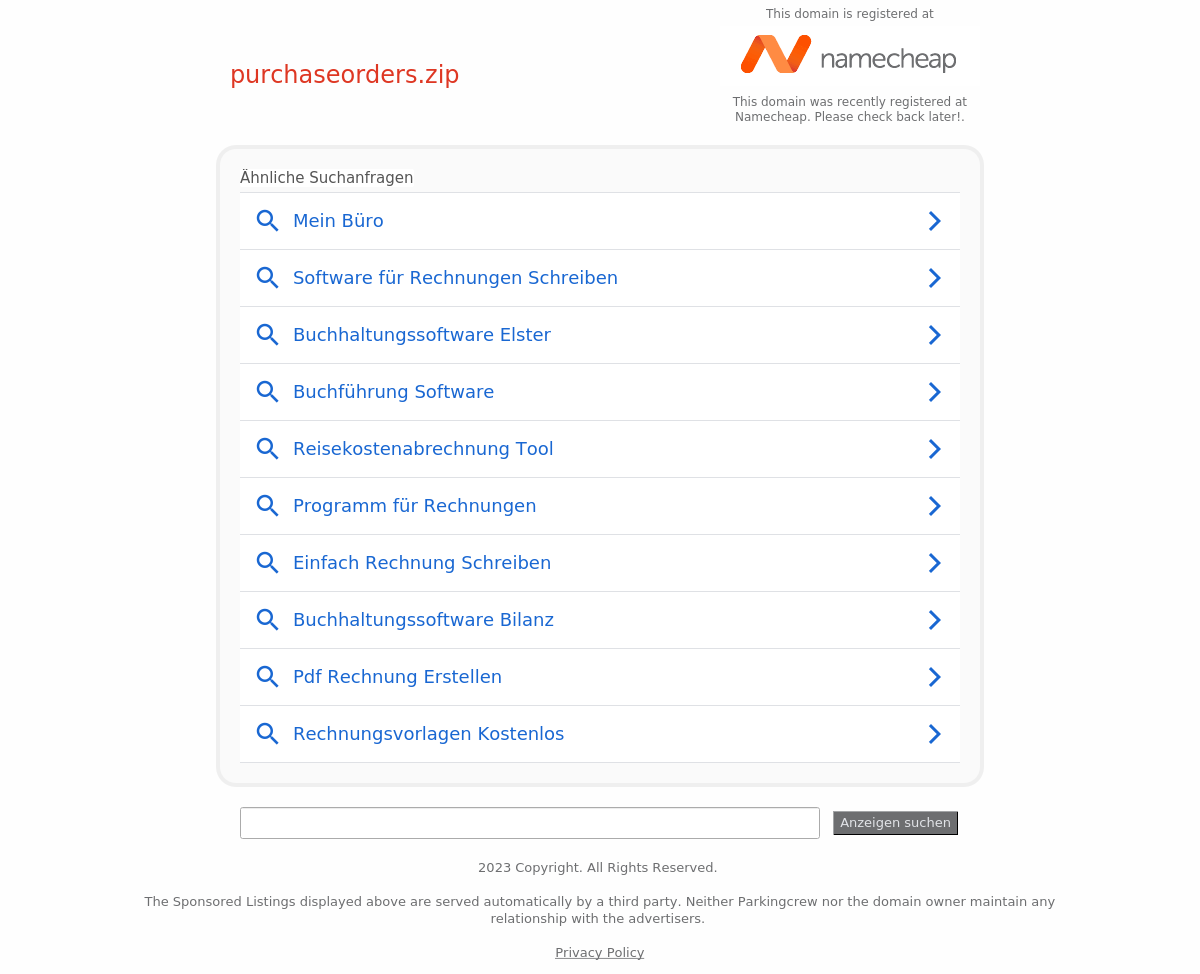 This domain is registered at
namecheap
purchaseorders.zip
This domain was recently registered at
Namecheap. Please check back later!.
Ähnliche Suchanfragen
Mein Büro
Software für Rechnungen Schreiben
Buchhaltungssoftware Elster
Buchführung Software
Reisekostenabrechnung Tool
Programm für Rechnungen
Einfach Rechnung Schreiben
Buchhaltungssoftware Bilanz
Pdf Rechnung Erstellen
Rechnungsvorlagen Kostenlos
Anzeigen suchen
2023 Copyright. All Rights Reserved.
The Sponsored Listings displayed above are served automatically by a third party. Neither Parkingcrew nor the domain owner maintain any
relationship with the advertisers.
Privacy Policy